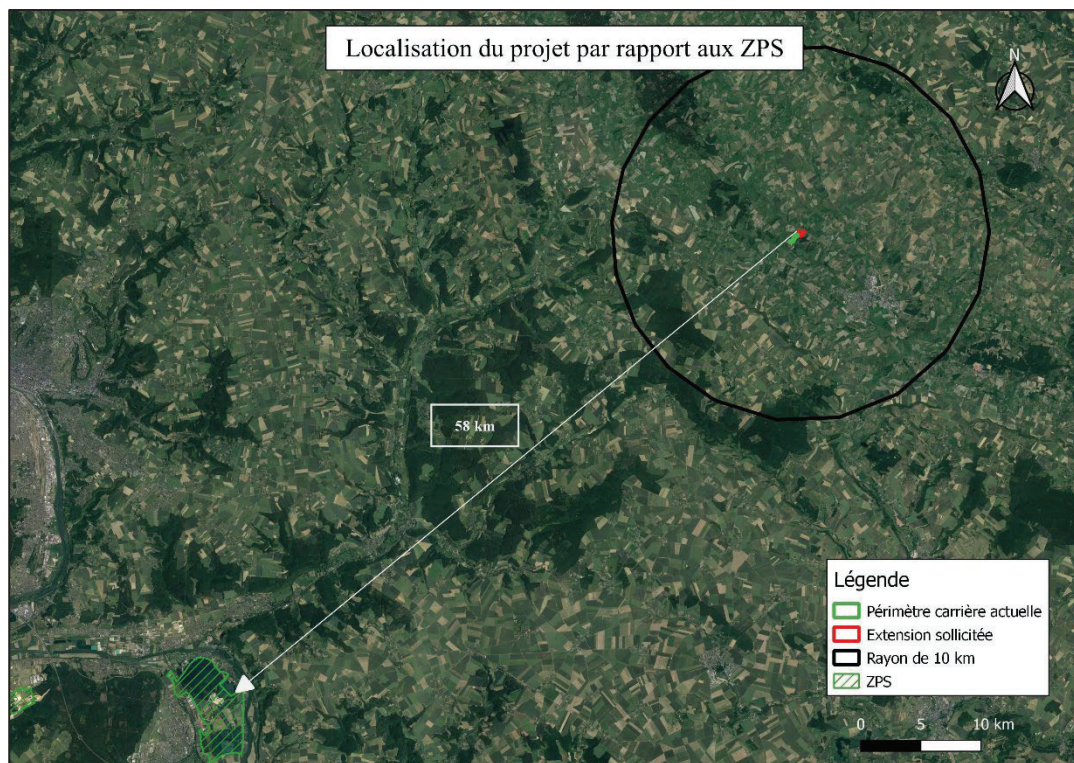 Localisation du projet par rapport aux ZPS
N
58 km
Légende
Périmètre carrière actuelle
Extension sollicitée
Rayon de 10 km
ZPS
0 5 10 km